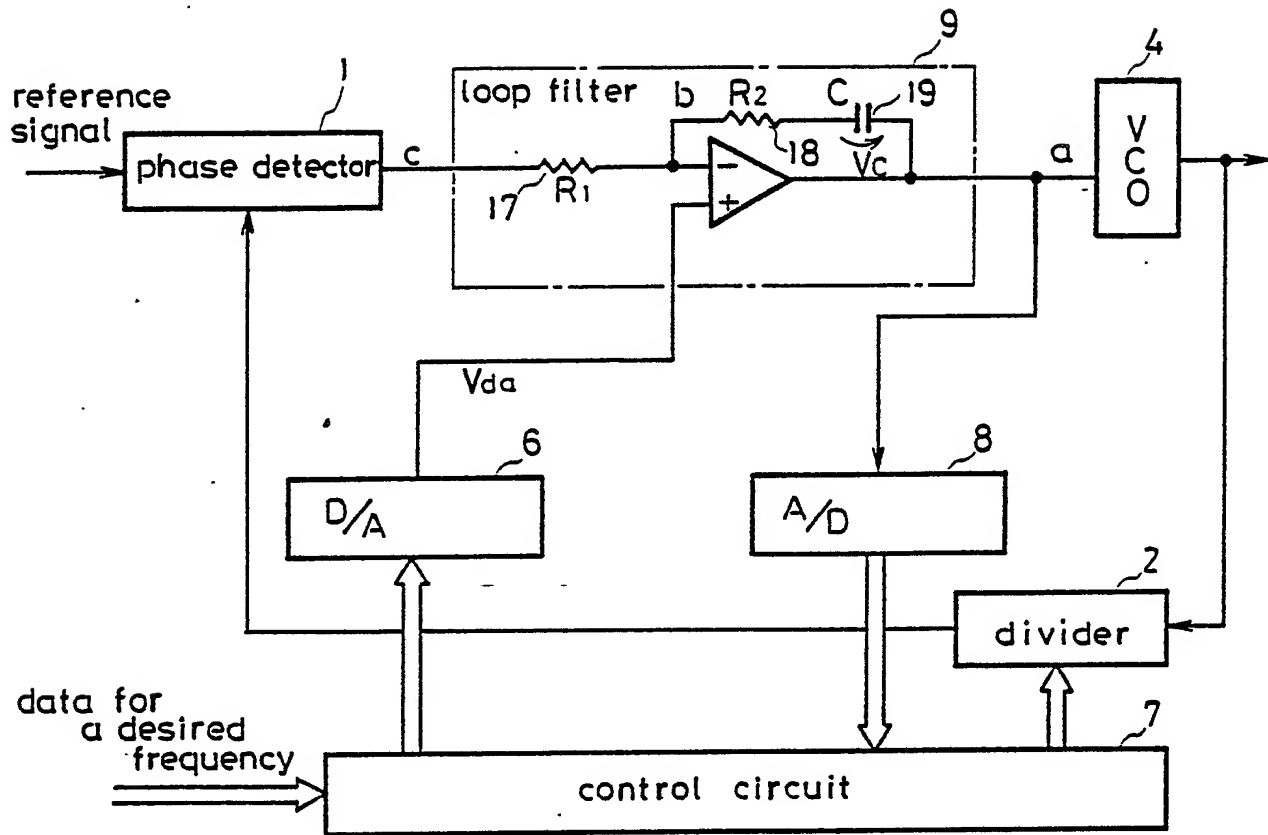 9
4
1
reference
signal
loop filter
b
R2
C
19
phase detector
c
18
Vc
a
VCO
17
R1
−
+
Vda
6
8
D/A
A/D
2
divider
data for
a desired
frequency
7
control circuit